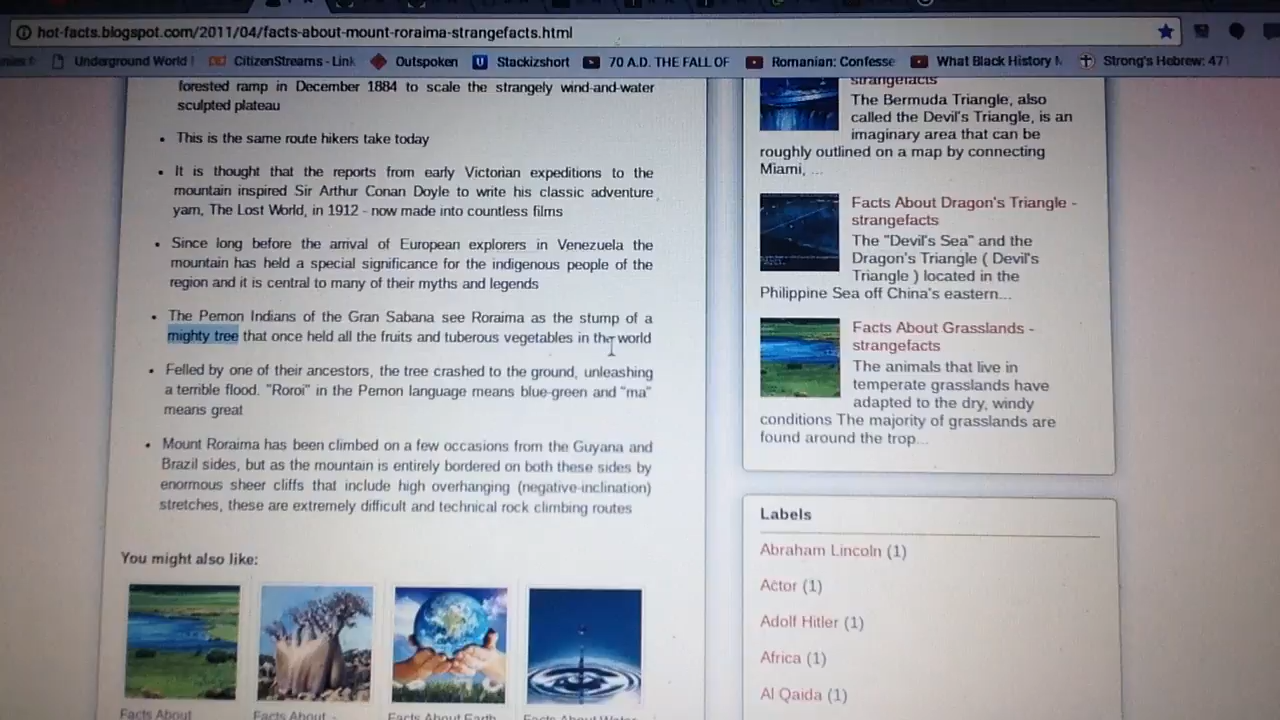 hot-facts.blogspot.com/2011/04/facts-about-mount-roraima-strangefacts.html
Underground World
CitizenStreams - Link
Outspoken
Stackizshort
70 A.D. THE FALL OF
Romanian: Confesse
What Black History
Strong's Hebrew: 471
forested ramp in December 1884 to scale the strangely wind-and-water
sculpted plateau
This is the same route hikers take today
It is thought that the reports from early Victorian expeditions to the
mountain inspired Sir Arthur Conan Doyle to write his classic adventure
yarn, The Lost World, in 1912 - now made into countless films
Since long before the arrival of European explorers in Venezuela the
mountain has held a special significance for the indigenous people of the
region and it is central to many of their myths and legends
The Pemon Indians of the Gran Sabana see Roraima as the stump of a
mighty tree that once held all the fruits and tuberous vegetables in the world
Felled by one of their ancestors, the tree crashed to the ground, unleashing
a terrible flood. "Roroi" in the Pemon language means blue-green and "ma"
means great
Mount Roraima has been climbed on a few occasions from the Guyana and
Brazil sides, but as the mountain is entirely bordered on both these sides by
enormous sheer cliffs that include high overhanging (negative-inclination)
stretches, these are extremely difficult and technical rock climbing routes
You might also like:
Facts About
Facts About -
Facts About Earth
Facts About Water
strangefacts
The Bermuda Triangle, also
called the Devil's Triangle, is an
imaginary area that can be
roughly outlined on a map by connecting
Miami, ...
Facts About Dragon's Triangle -
strangefacts
The "Devil's Sea" and the
Dragon's Triangle ( Devil's
Triangle ) located in the
Philippine Sea off China's eastern...
Facts About Grasslands -
strangefacts
The animals that live in
temperate grasslands have
adapted to the dry, windy
conditions The majority of grasslands are
found around the trop...
Labels
Abraham Lincoln (1)
Actor (1)
Adolf Hitler (1)
Africa (1)
Al Qaida (1)